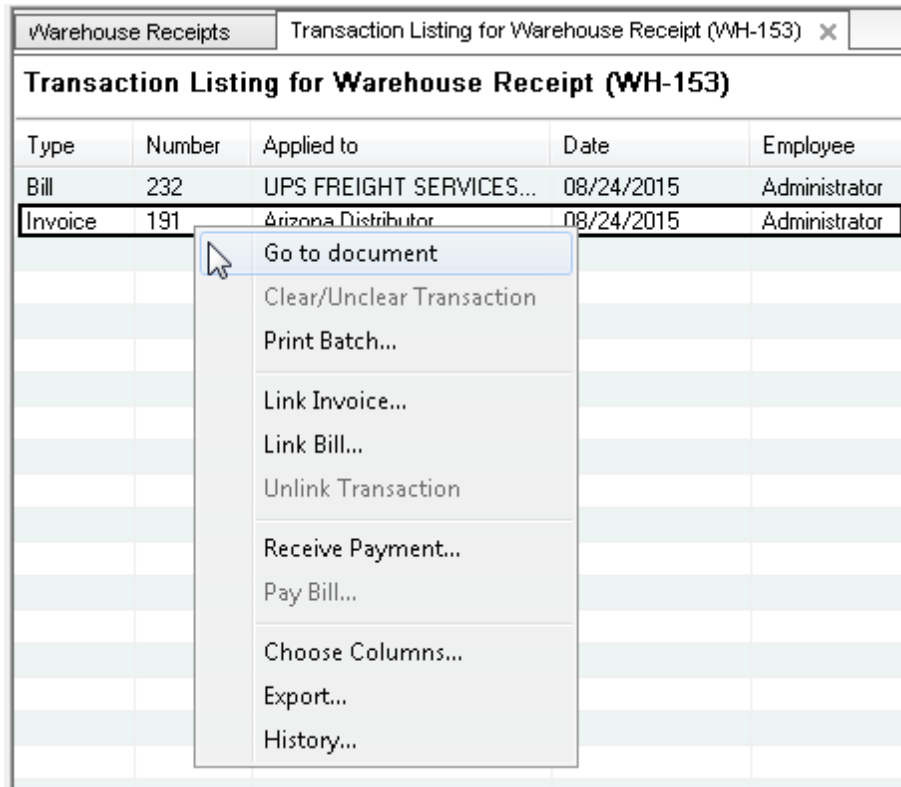 Warehouse Receipts Transaction Listing for Warehouse Receipt (WH-153)
Transaction Listing for Warehouse Receipt (WH-153)
Type Number Applied to Date Employee
Bill 232 UPS FREIGHT SERVICES... 08/24/2015 Administrator
Invoice 191 Arizona Distributor 08/24/2015 Administrator
Go to document
Clear/Unclear Transaction
Print Batch...
Link Invoice...
Link Bill...
Unlink Transaction
Receive Payment...
Pay Bill...
Choose Columns...
Export...
History...